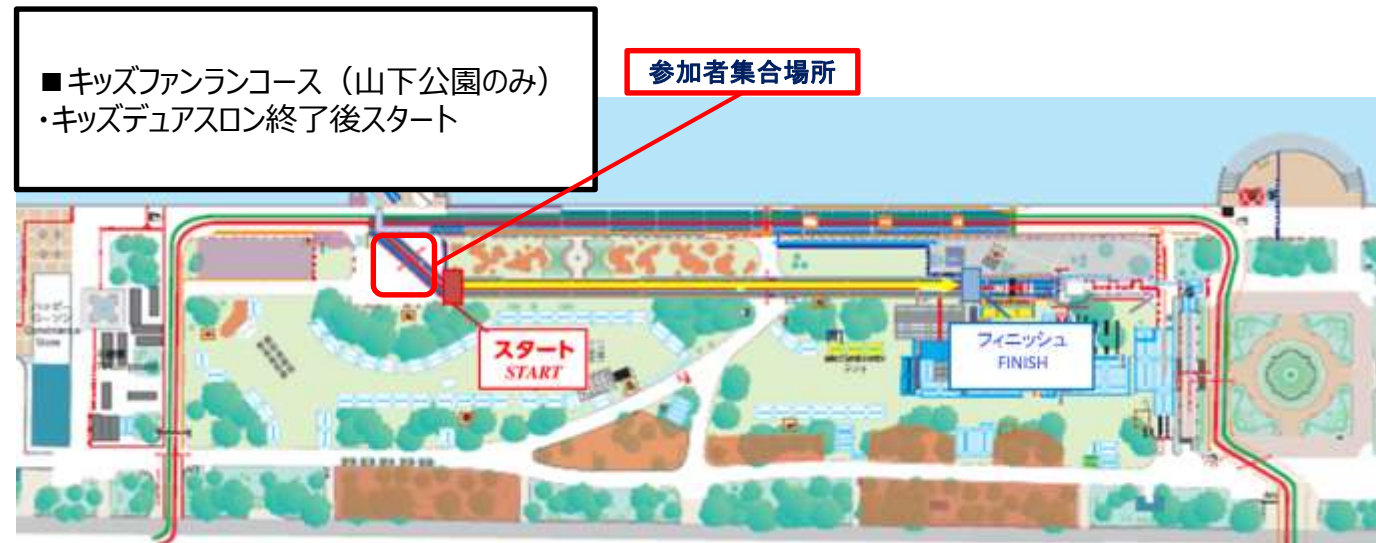 ■キッズファンランコース（山下公園のみ）
・キッズデュアスロン終了後スタート
参加者集合場所
スタート
START
フィニッシュ
FINISH